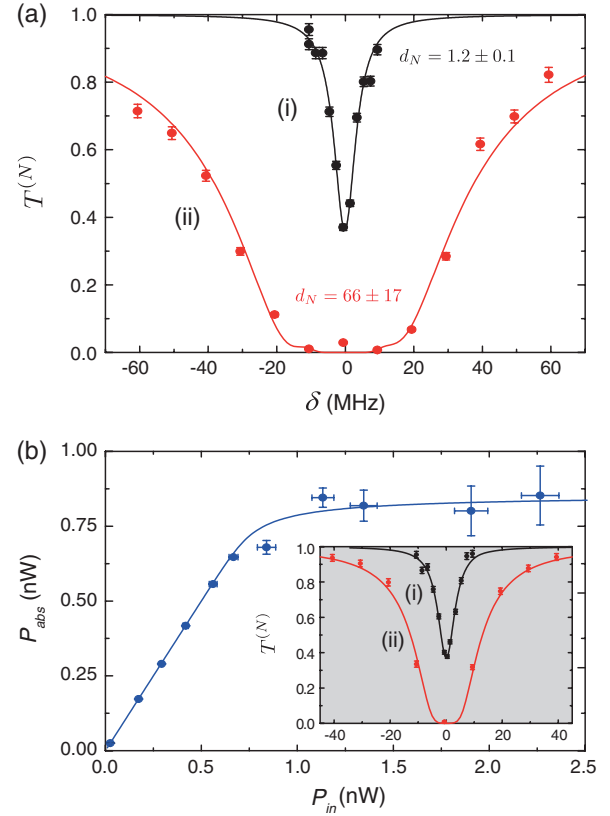 (a)
1.0
0.8
0.6
0.4
0.2
0.0
T^(N)
(i)
(ii)
d_N = 1.2 ± 0.1
d_N = 66 ± 17
-60 -40 -20 0 20 40 60
δ (MHz)
(b)
1.00
0.75
0.50
0.25
0.00
P_abs (nW)
0.0 0.5 1.0 1.5 2.0 2.5
P_in (nW)
1.0
0.8
0.6
0.4
0.2
0.0
T^(N)
(i)
(ii)
-40 -20 0 20 40